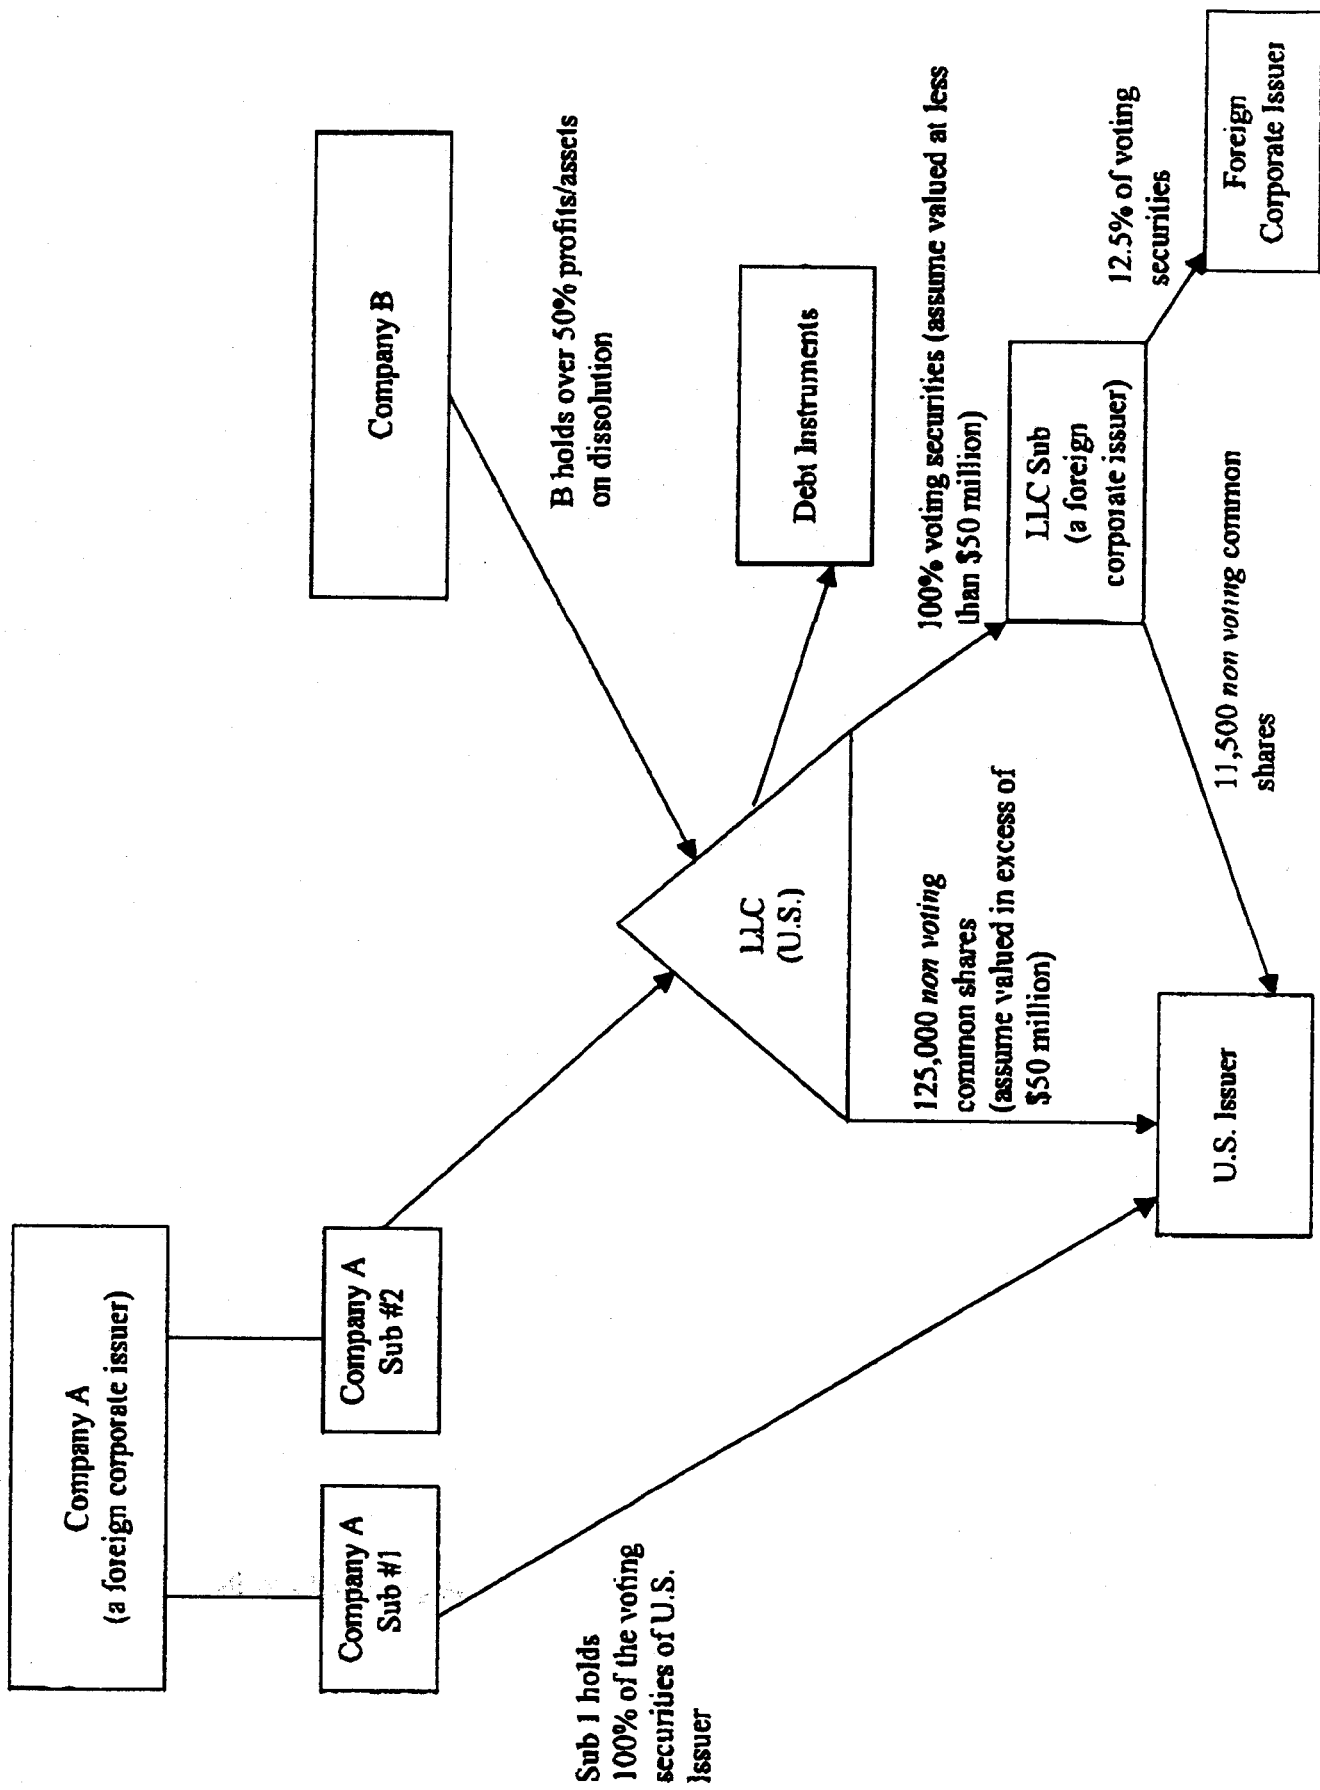 Company A
(a foreign corporate issuer)
Company A
Sub #1
Company A
Sub #2
Company B
Sub 1 holds
100% of the voting
securities of U.S.
Issuer
B holds over 50% profits/assets
on dissolution
LLC
(U.S.)
Debt Instruments
125,000 non voting
common shares
(assume valued in excess of
$50 million)
100% voting securities (assume valued at less
than $50 million)
LLC Sub
(a foreign
corporate issuer)
U.S. Issuer
11,500 non voting common
shares
12.5% of voting
securities
Foreign
Corporate Issuer